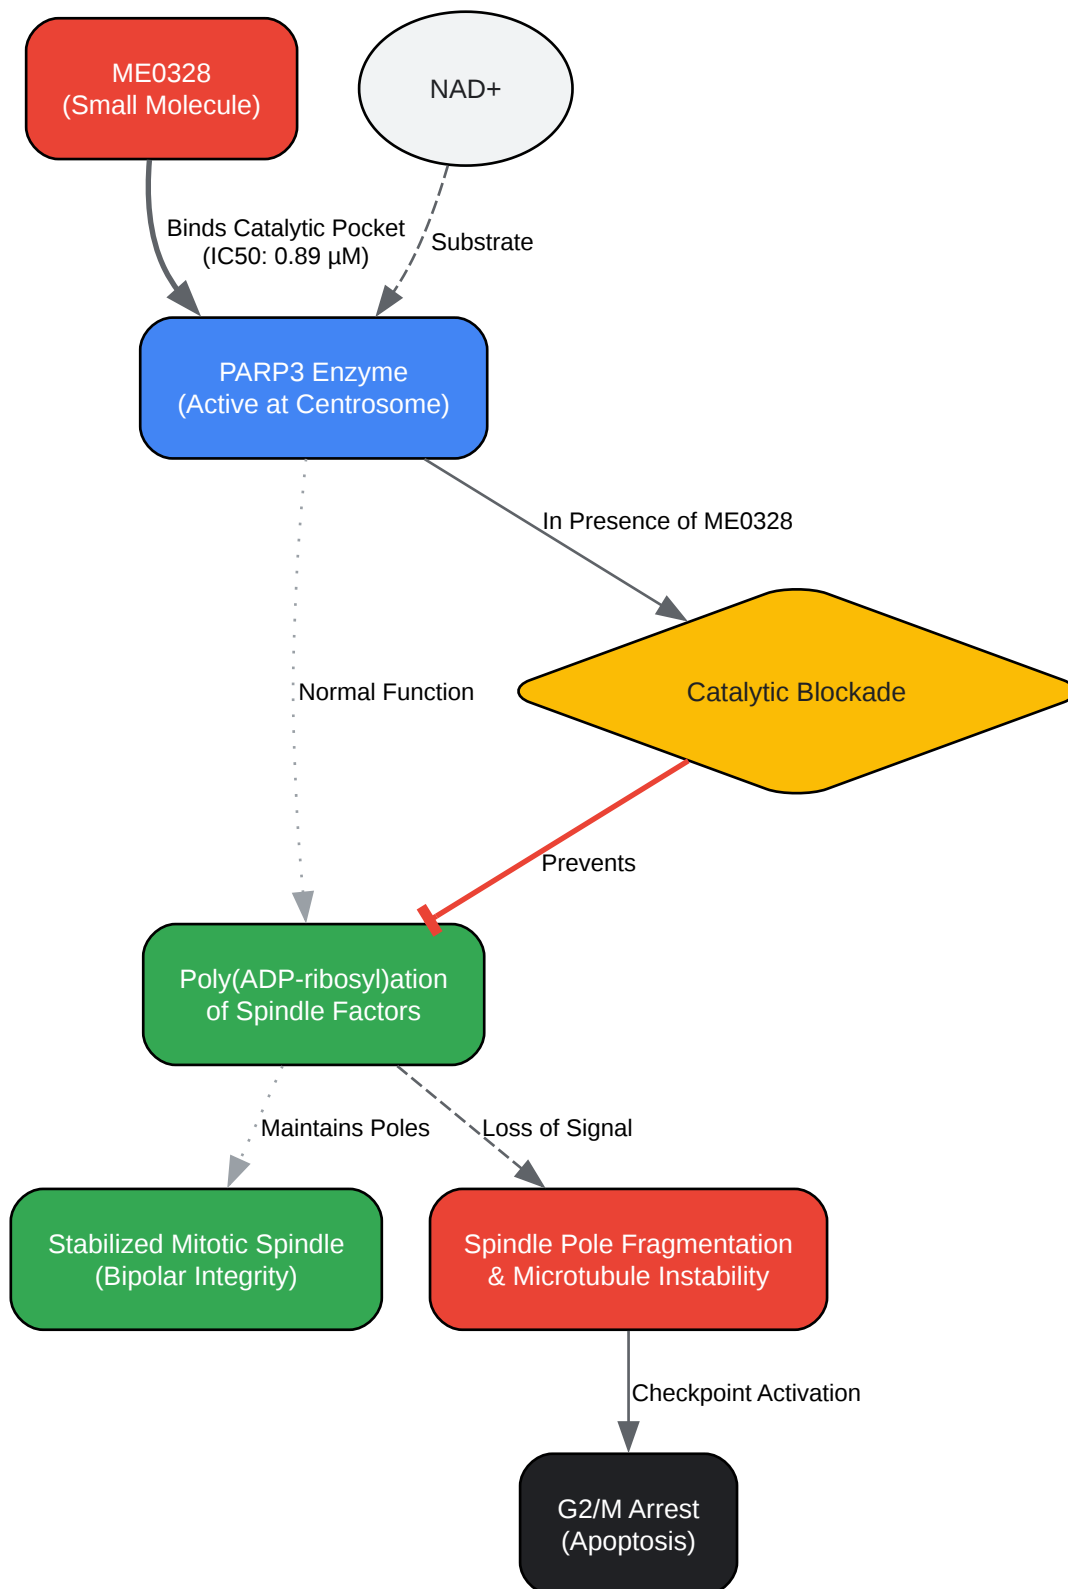 ME0328
(Small Molecule)
NAD+
Binds Catalytic Pocket
(IC50: 0.89 µM)
Substrate
PARP3 Enzyme
(Active at Centrosome)
In Presence of ME0328
Normal Function
Catalytic Blockade
Prevents
Poly(ADP-ribosyl)ation
of Spindle Factors
Maintains Poles
Loss of Signal
Stabilized Mitotic Spindle
(Bipolar Integrity)
Spindle Pole Fragmentation
& Microtubule Instability
Checkpoint Activation
G2/M Arrest
(Apoptosis)